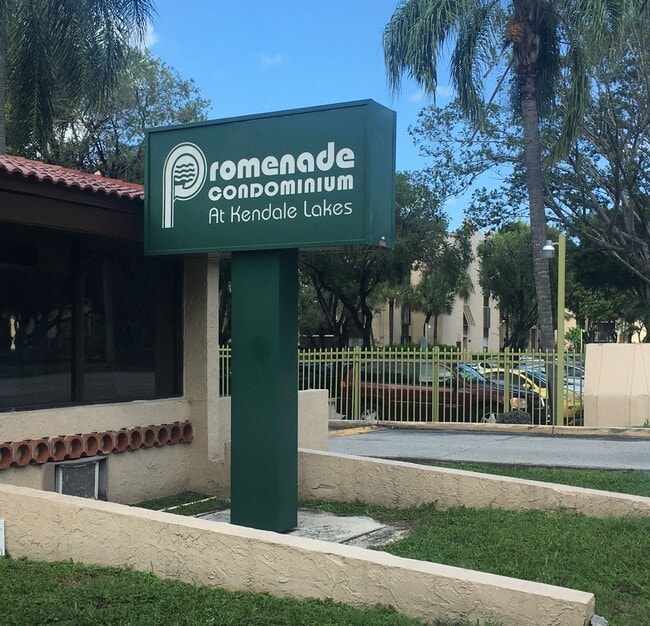 Promenade
CONDOMINIUM
At Kendale Lakes